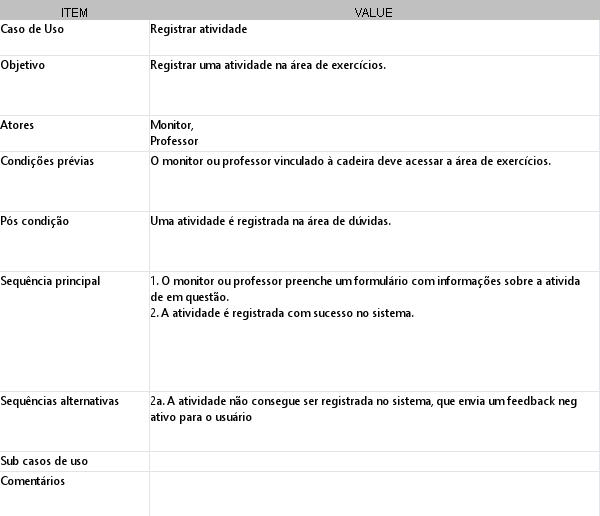 ITEM VALUE
Caso de Uso Registrar atividade
Objetivo Registrar uma atividade na área de exercícios.
Atores Monitor,
Professor
Condições prévias O monitor ou professor vinculado à cadeira deve acessar a área de exercícios.
Pós condição Uma atividade é registrada na área de dúvidas.
Sequência principal 1. O monitor ou professor preenche um formulário com informações sobre a ativida
de em questão.
2. A atividade é registrada com sucesso no sistema.
Sequências alternativas 2a. A atividade não consegue ser registrada no sistema, que envia um feedback neg
ativo para o usuário
Sub casos de uso
Comentários